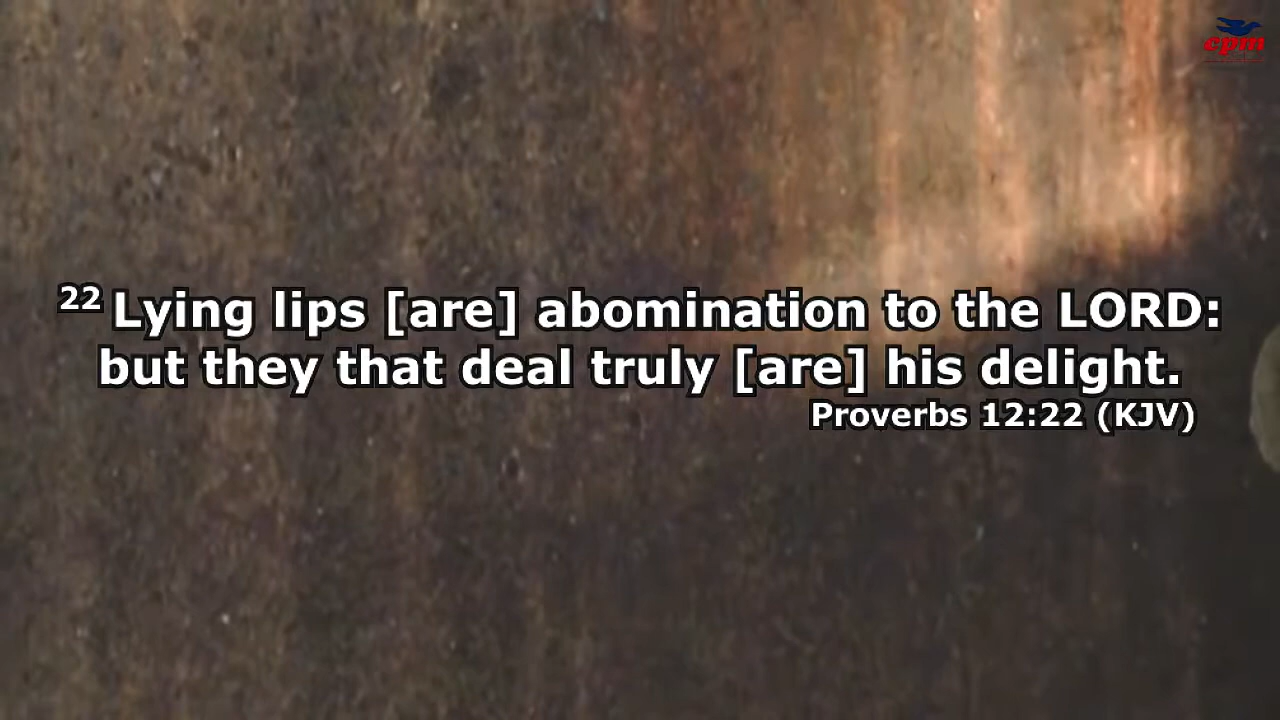 cpm
²² Lying lips [are] abomination to the LORD:
but they that deal truly [are] his delight.
Proverbs 12:22 (KJV)